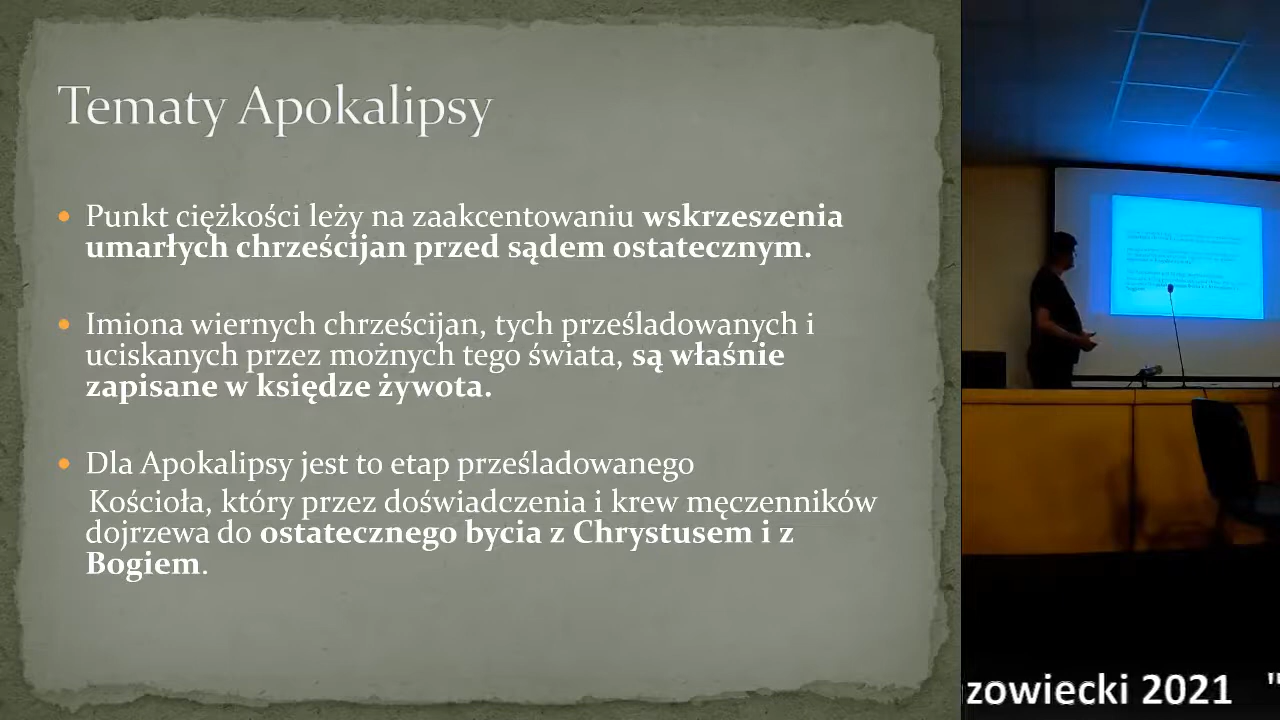 Tematy Apokalipsy
Punkt ciężkości leży na zaakcentowaniu wskrzeszenia
umarłych chrześcijan przed sądem ostatecznym.
Imiona wiernych chrześcijan, tych prześladowanych i
uciskanych przez możnych tego świata, są właśnie
zapisane w księdze żywota.
Dla Apokalipsy jest to etap prześladowanego
Kościoła, który przez doświadczenia i krew męczenników
dojrzewa do ostatecznego bycia z Chrystusem i z
Bogiem.
zowiecki 2021 "